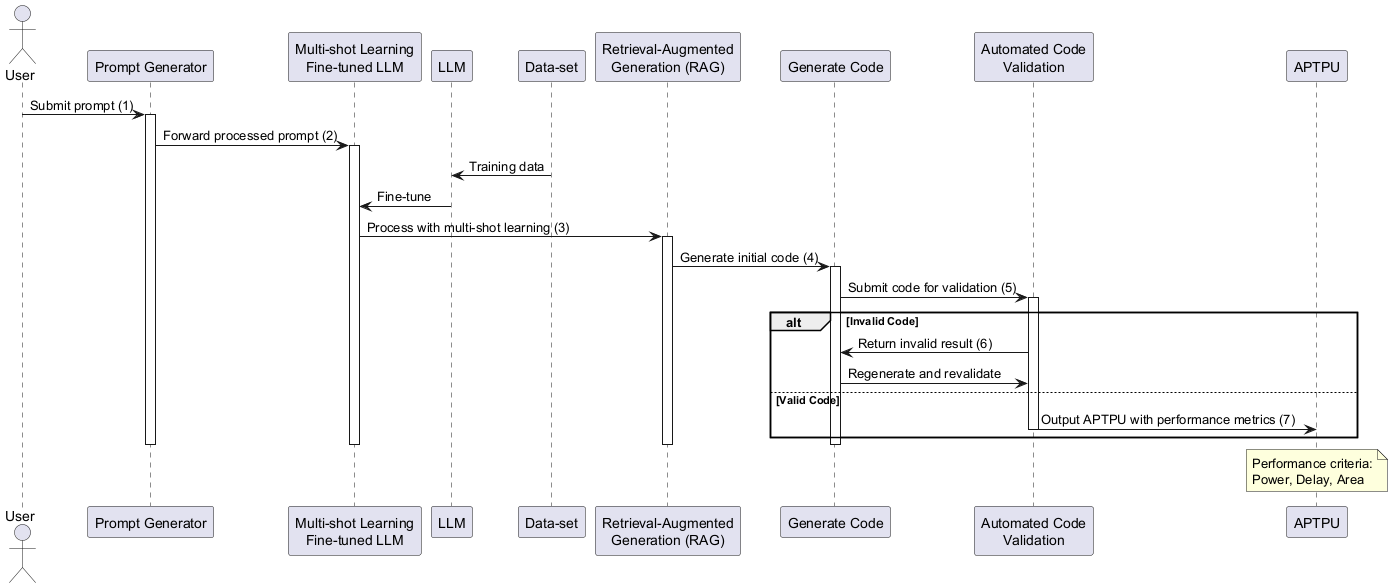 User
Prompt Generator
Multi-shot Learning
Fine-tuned LLM
LLM
Data-set
Retrieval-Augmented
Generation (RAG)
Generate Code
Automated Code
Validation
APTPU
Submit prompt (1)
Forward processed prompt (2)
Training data
Fine-tune
Process with multi-shot learning (3)
Generate initial code (4)
Submit code for validation (5)
alt
[Invalid Code]
Return invalid result (6)
Regenerate and revalidate
[Valid Code]
Output APTPU with performance metrics (7)
Performance criteria:
Power, Delay, Area
User
Prompt Generator
Multi-shot Learning
Fine-tuned LLM
LLM
Data-set
Retrieval-Augmented
Generation (RAG)
Generate Code
Automated Code
Validation
APTPU